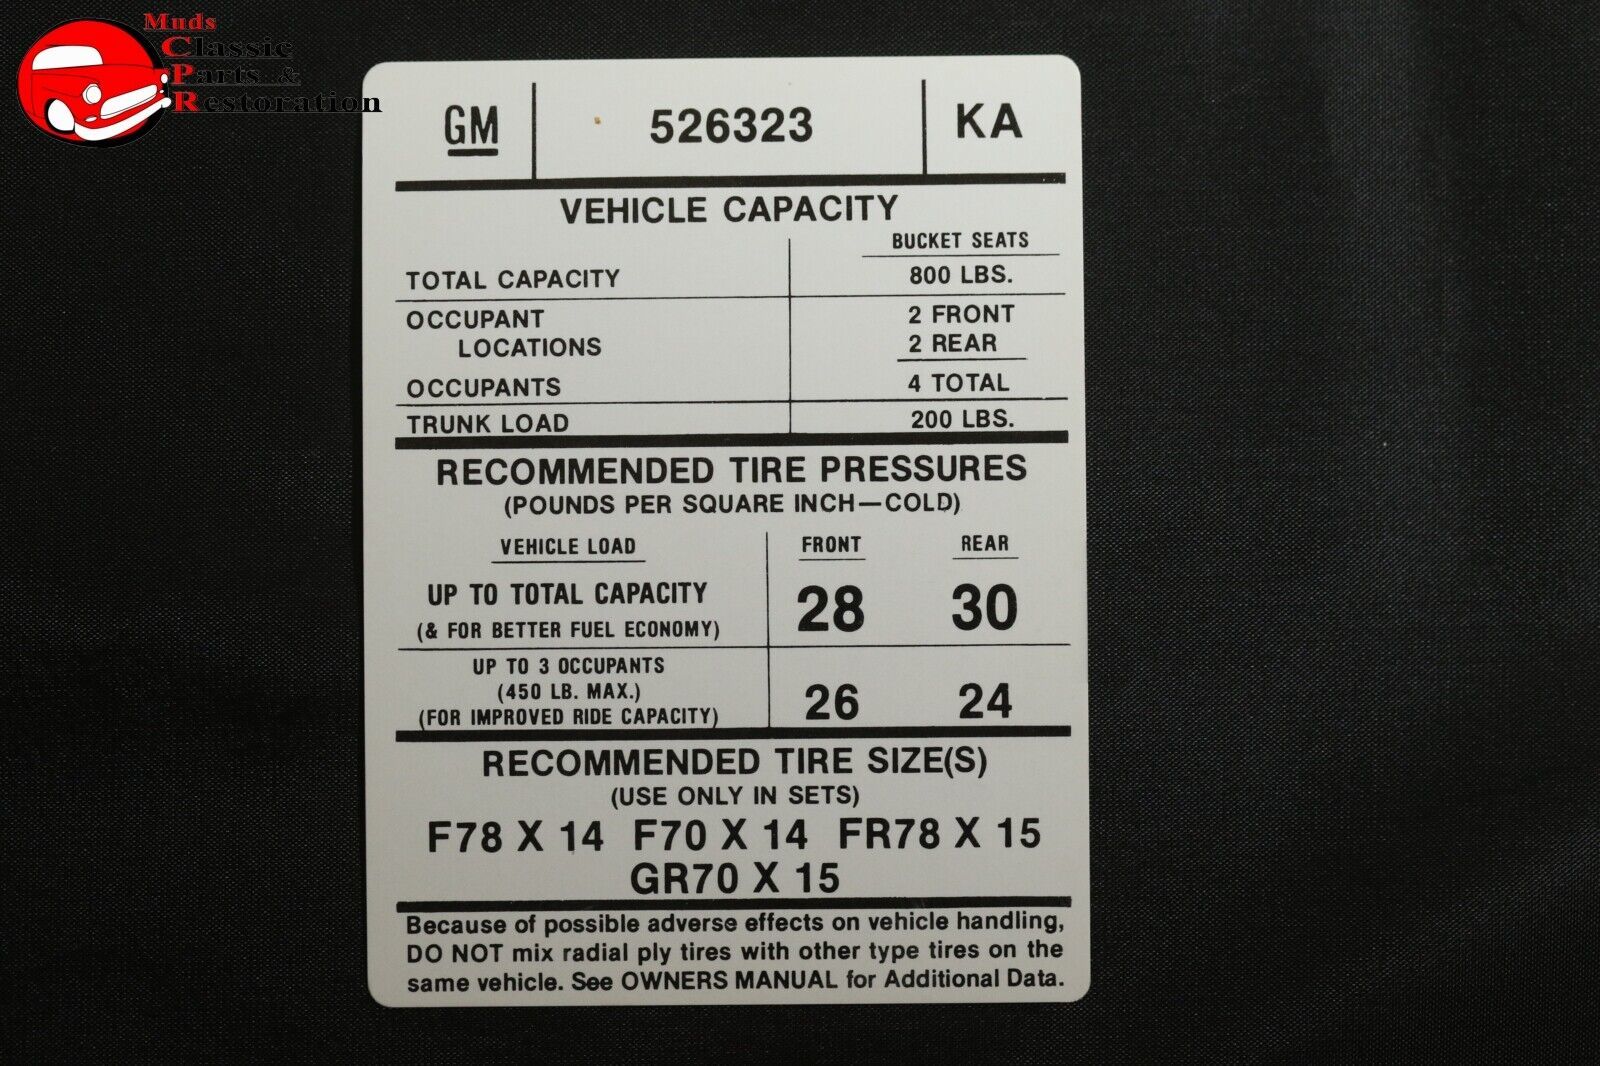 Muds
Classic
Parts &
Restoration
GM 526323 KA
VEHICLE CAPACITY
BUCKET SEATS
TOTAL CAPACITY 800 LBS.
OCCUPANT 2 FRONT
LOCATIONS 2 REAR
OCCUPANTS 4 TOTAL
TRUNK LOAD 200 LBS.
RECOMMENDED TIRE PRESSURES
(POUNDS PER SQUARE INCH—COLD)
VEHICLE LOAD FRONT REAR
UP TO TOTAL CAPACITY 28 30
(& FOR BETTER FUEL ECONOMY)
UP TO 3 OCCUPANTS
(450 LB. MAX.) 26 24
(FOR IMPROVED RIDE CAPACITY)
RECOMMENDED TIRE SIZE(S)
(USE ONLY IN SETS)
F78 X 14 F70 X 14 FR78 X 15
GR70 X 15
Because of possible adverse effects on vehicle handling,
DO NOT mix radial ply tires with other type tires on the
same vehicle. See OWNERS MANUAL for Additional Data.